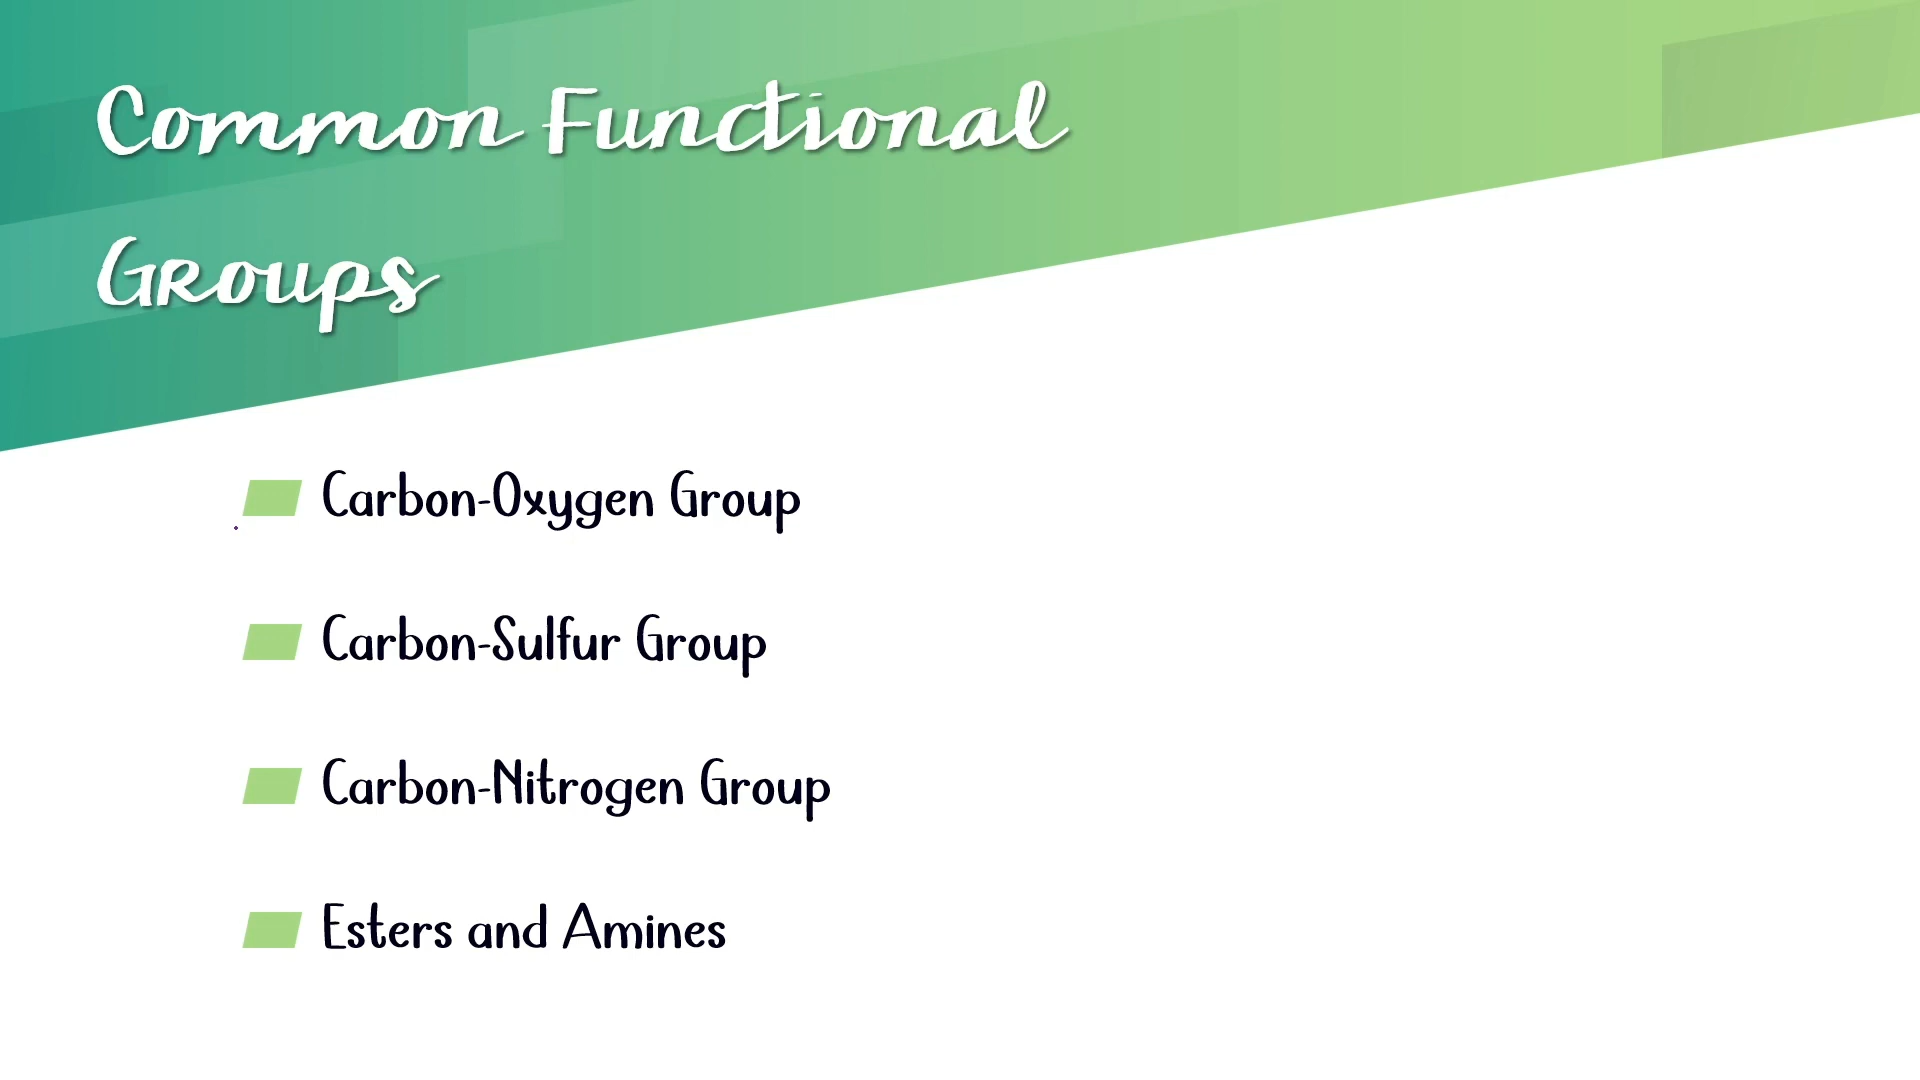 Common Functional
Groups
Carbon-Oxygen Group
Carbon-Sulfur Group
Carbon-Nitrogen Group
Esters and Amines